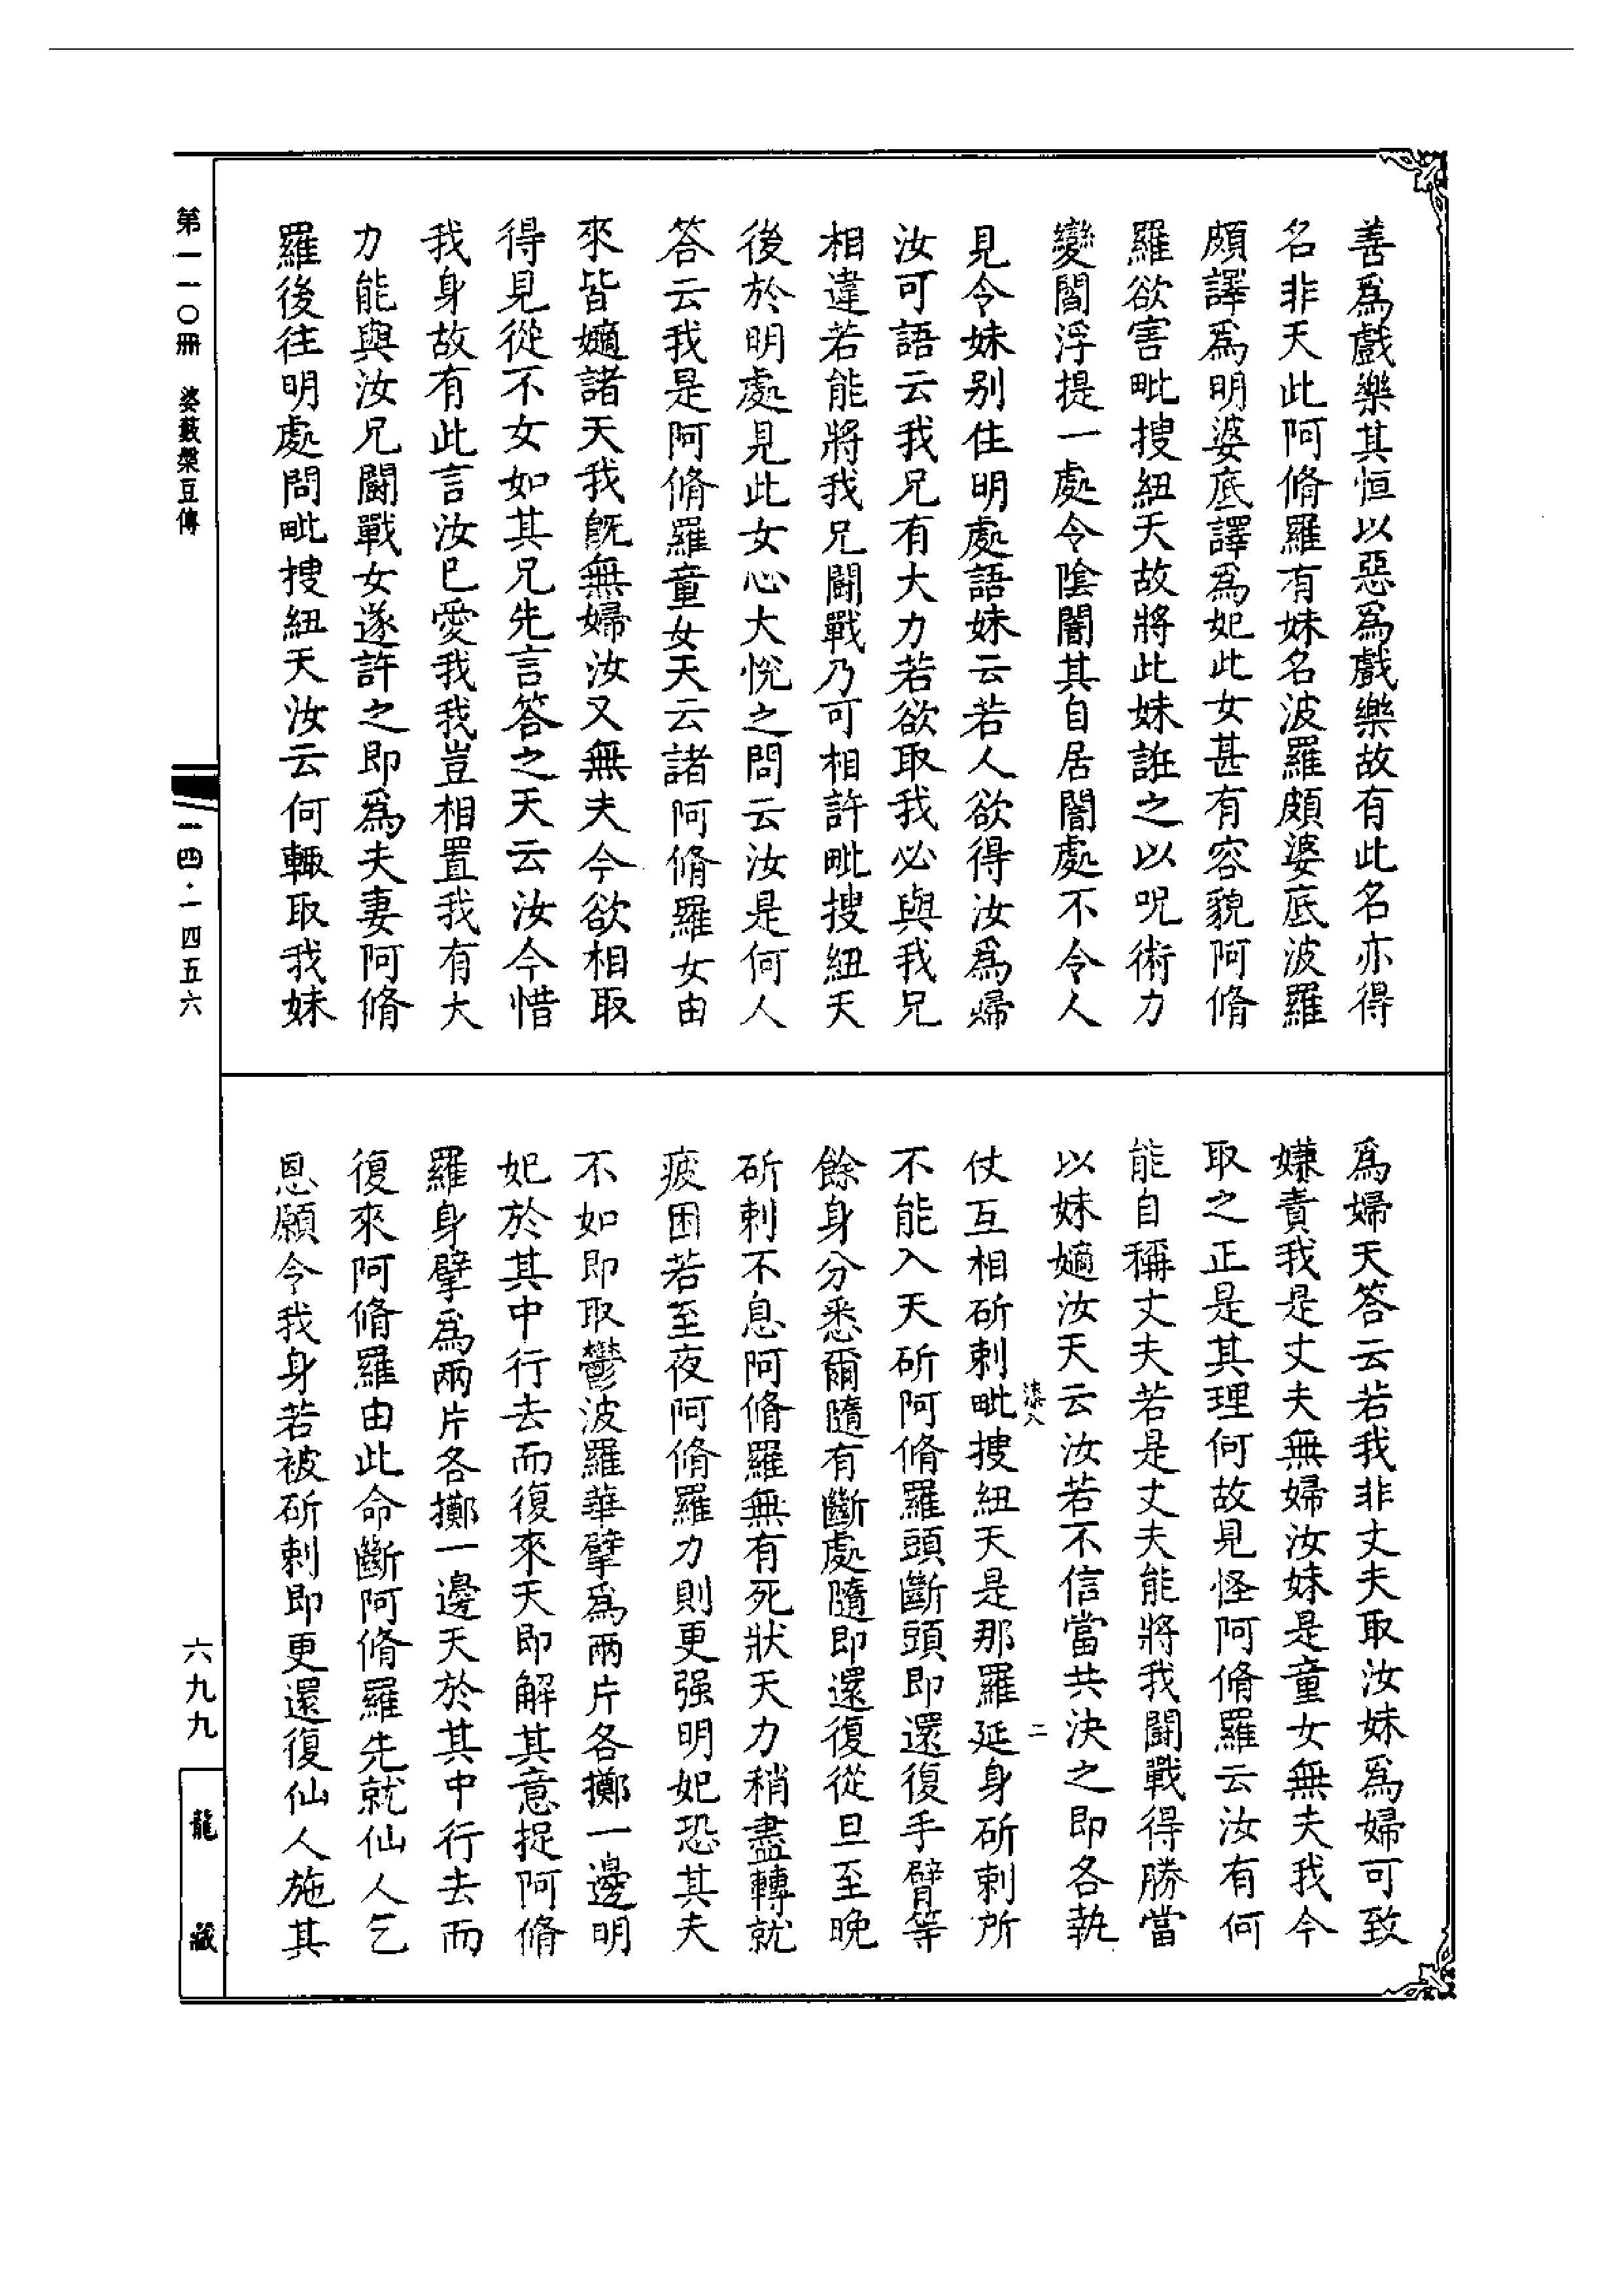 善爲戲樂其恒以惡爲戲樂故有此名亦得
名非天此阿脩羅有妹名波羅頗婆底波羅
頗譯爲明婆底譯爲妃此女甚有容貌阿脩
羅欲害毗搜紐天故將此妹誑之以呪術力
變閻浮提一處令陰闇其自居闇處不令人
見令妹别住明處語妹云若人欲得汝爲婦
汝可語云我兄有大力若欲取我必與我兄
相違若能將我兄鬭戰乃可相許毗搜紐天
後於明處見此女心大悅之問云汝是何人
答云我是阿脩羅童女天云諸阿脩羅女由
來皆嫡諸天我旣無婦汝又無夫今欲相取
得見從不女如其兄先言答之天云汝今惜
我身故有此言汝已愛我我豈相置我有大
力能與汝兄鬭戰女遂許之即爲夫妻阿脩
羅後往明處問毗搜紐天汝云何輙取我妹
爲婦天答云若我非丈夫取汝妹爲婦可致
嫌責我是丈夫無婦汝妹是童女無夫我今
取之正是其理何故見怪阿脩羅云汝有何
能自稱丈夫若是丈夫能將我鬭戰得勝當
以妹嫡汝天云汝若不信當共決之即各執
仗互相斫刺毗搜紐天是那羅延身斫刺所
不能入天斫阿脩羅頭斷頭即還復手臂等
餘身分悉爾隨有斷處隨即還復從旦至晚
斫刺不息阿脩羅無有死狀天力稍盡轉就
疲困若至夜阿脩羅力則更强明妃恐其夫
不如即取鬱波羅華擘爲兩片各擲一邊明
妃於其中行去而復來天即解其意捉阿脩
羅身擘爲兩片各擲一邊天於其中行去而
復來阿脩羅由此命斷阿脩羅先就仙人乞
恩願令我身若被斫刺即更還復仙人施其
漆八
二
第一一〇冊 婆藪槃豆傳
一四·一四五六
六九九
龍藏